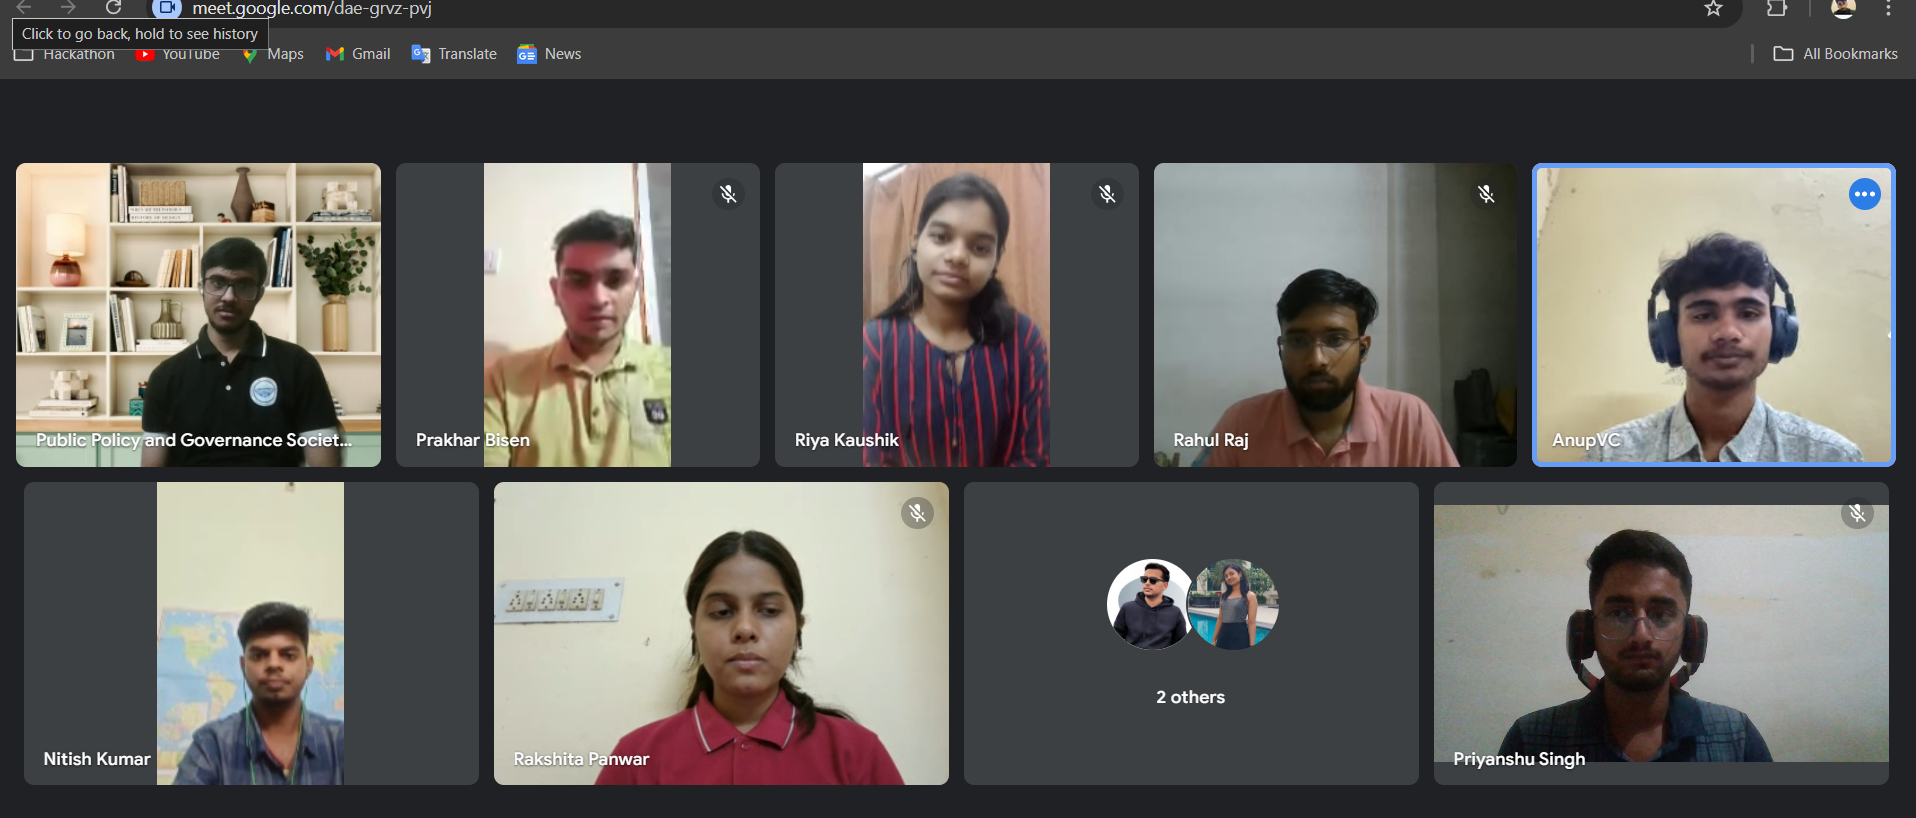 meet.google.com/dae-grvz-pvj
Click to go back, hold to see history
Hackathon YouTube Maps Gmail Translate News All Bookmarks
Public Policy and Governance Societ...
Prakhar Bisen
Riya Kaushik
Rahul Raj
AnupVC
Nitish Kumar
Rakshita Panwar
2 others
Priyanshu Singh